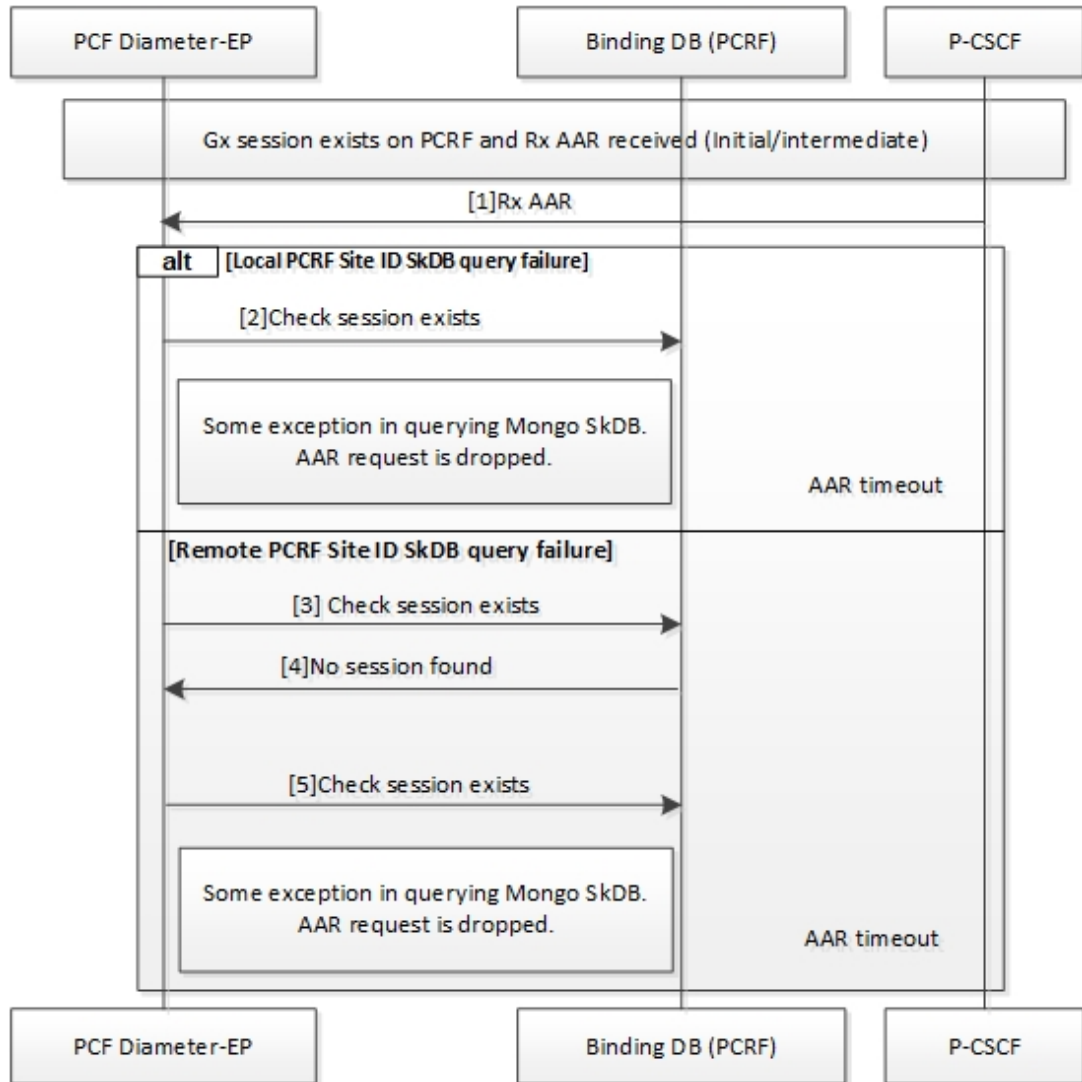 PCF Diameter-EP
Binding DB (PCRF)
P-CSCF
Gx session exists on PCRF and Rx AAR received (Initial/intermediate)
[1]Rx AAR
alt
[Local PCRF Site ID SkDB query failure]
[2]Check session exists
Some exception in querying Mongo SkDB.
AAR request is dropped.
AAR timeout
[Remote PCRF Site ID SkDB query failure]
[3] Check session exists
[4]No session found
[5]Check session exists
Some exception in querying Mongo SkDB.
AAR request is dropped.
AAR timeout
PCF Diameter-EP
Binding DB (PCRF)
P-CSCF